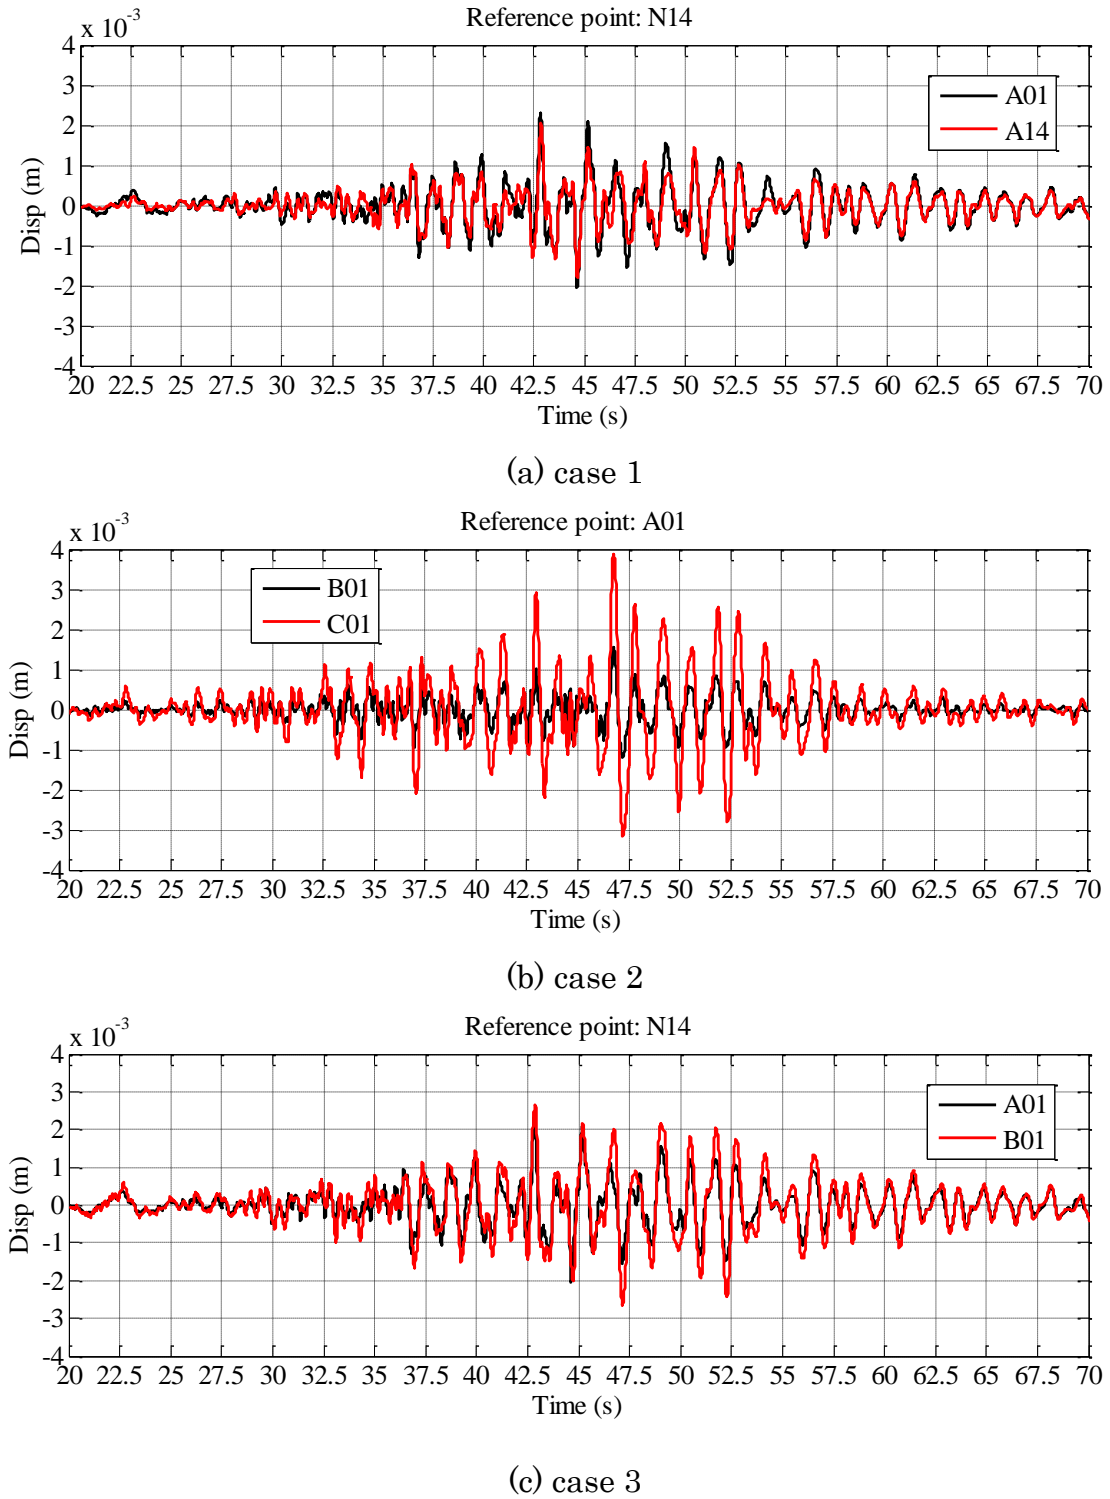 Reference point: N14
x 10-3
4
3
2
1
0
-1
-2
-3
-4
Disp (m)
A01
A14
20 22.5 25 27.5 30 32.5 35 37.5 40 42.5 45 47.5 50 52.5 55 57.5 60 62.5 65 67.5 70
Time (s)
(a) case 1
Reference point: A01
x 10-3
4
3
2
1
0
-1
-2
-3
-4
Disp (m)
B01
C01
20 22.5 25 27.5 30 32.5 35 37.5 40 42.5 45 47.5 50 52.5 55 57.5 60 62.5 65 67.5 70
Time (s)
(b) case 2
Reference point: N14
x 10-3
4
3
2
1
0
-1
-2
-3
-4
Disp (m)
A01
B01
20 22.5 25 27.5 30 32.5 35 37.5 40 42.5 45 47.5 50 52.5 55 57.5 60 62.5 65 67.5 70
Time (s)
(c) case 3